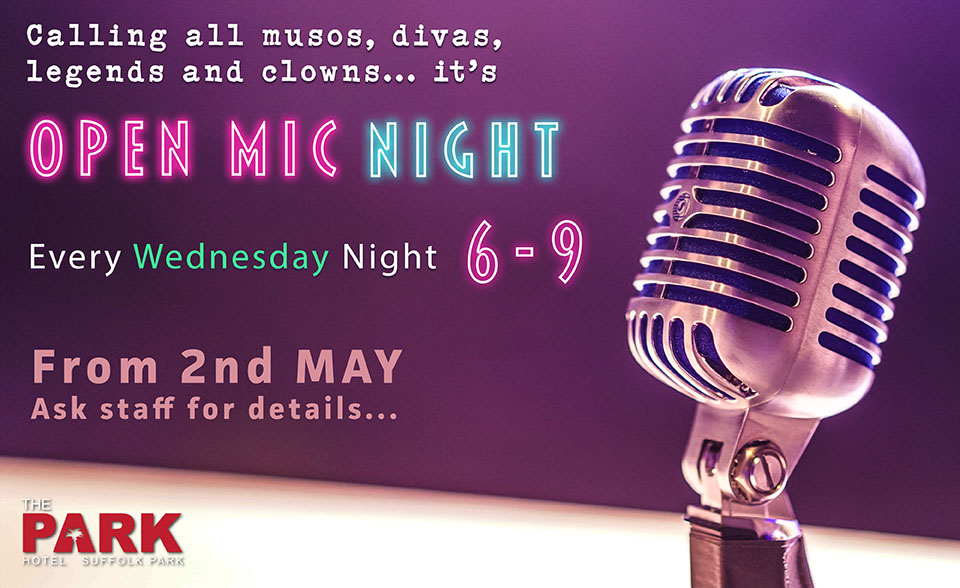 Calling all musos, divas,
legends and clowns... it's
OPEN MIC NIGHT
Every Wednesday Night 6-9
From 2nd MAY
Ask staff for details...
THE
PARK
HOTEL SUFFOLK PARK